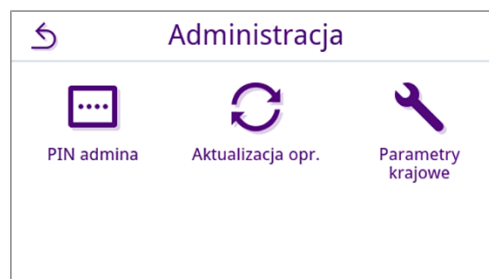 Administracja
PIN admina
Aktualizacja opr.
Parametry
krajowe